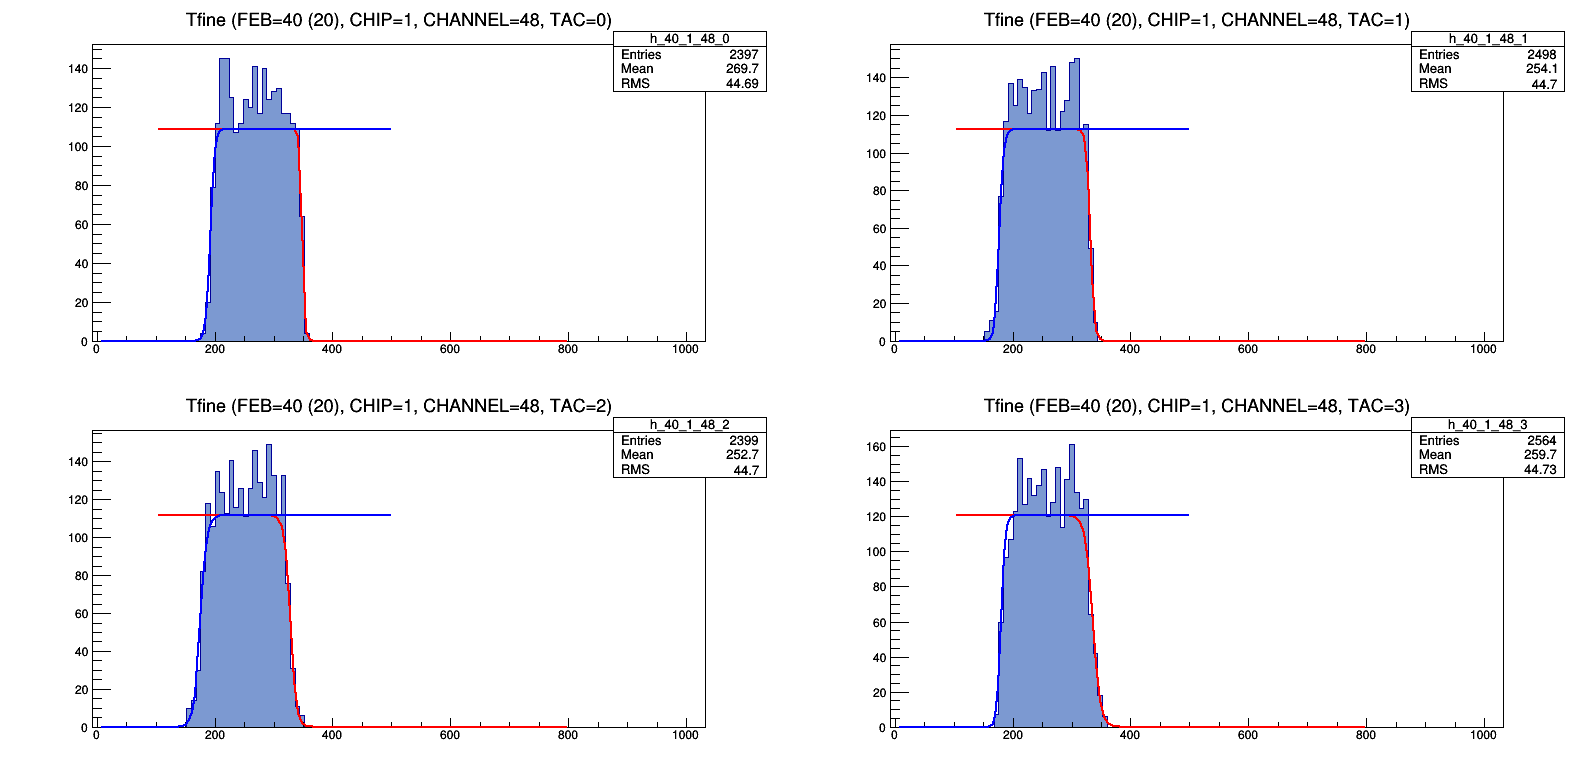 Tfine (FEB=40 (20), CHIP=1, CHANNEL=48, TAC=0)
h_40_1_48_0
Entries 2397
Mean 269.7
RMS 44.69
140
120
100
80
60
40
20
0
0 200 400 600 800 1000
Tfine (FEB=40 (20), CHIP=1, CHANNEL=48, TAC=1)
h_40_1_48_1
Entries 2498
Mean 254.1
RMS 44.7
140
120
100
80
60
40
20
0
0 200 400 600 800 1000
Tfine (FEB=40 (20), CHIP=1, CHANNEL=48, TAC=2)
h_40_1_48_2
Entries 2399
Mean 252.7
RMS 44.7
140
120
100
80
60
40
20
0
0 200 400 600 800 1000
Tfine (FEB=40 (20), CHIP=1, CHANNEL=48, TAC=3)
h_40_1_48_3
Entries 2564
Mean 259.7
RMS 44.73
160
140
120
100
80
60
40
20
0
0 200 400 600 800 1000